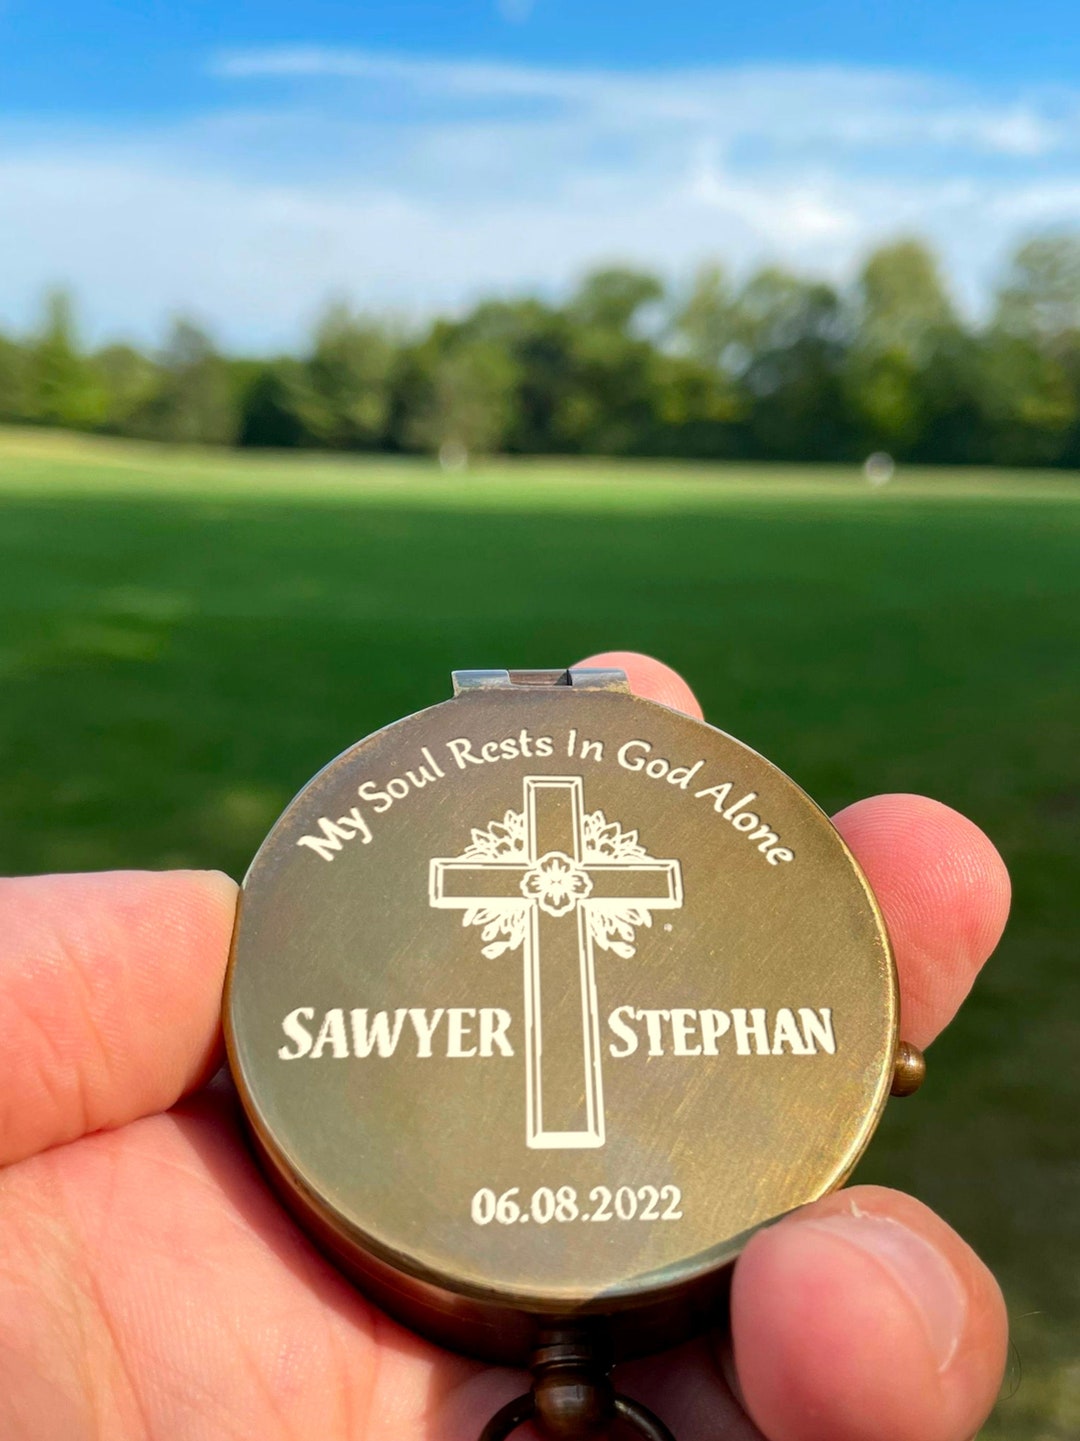 My Soul Rests In God Alone
SAWYER STEPHAN
06.08.2022